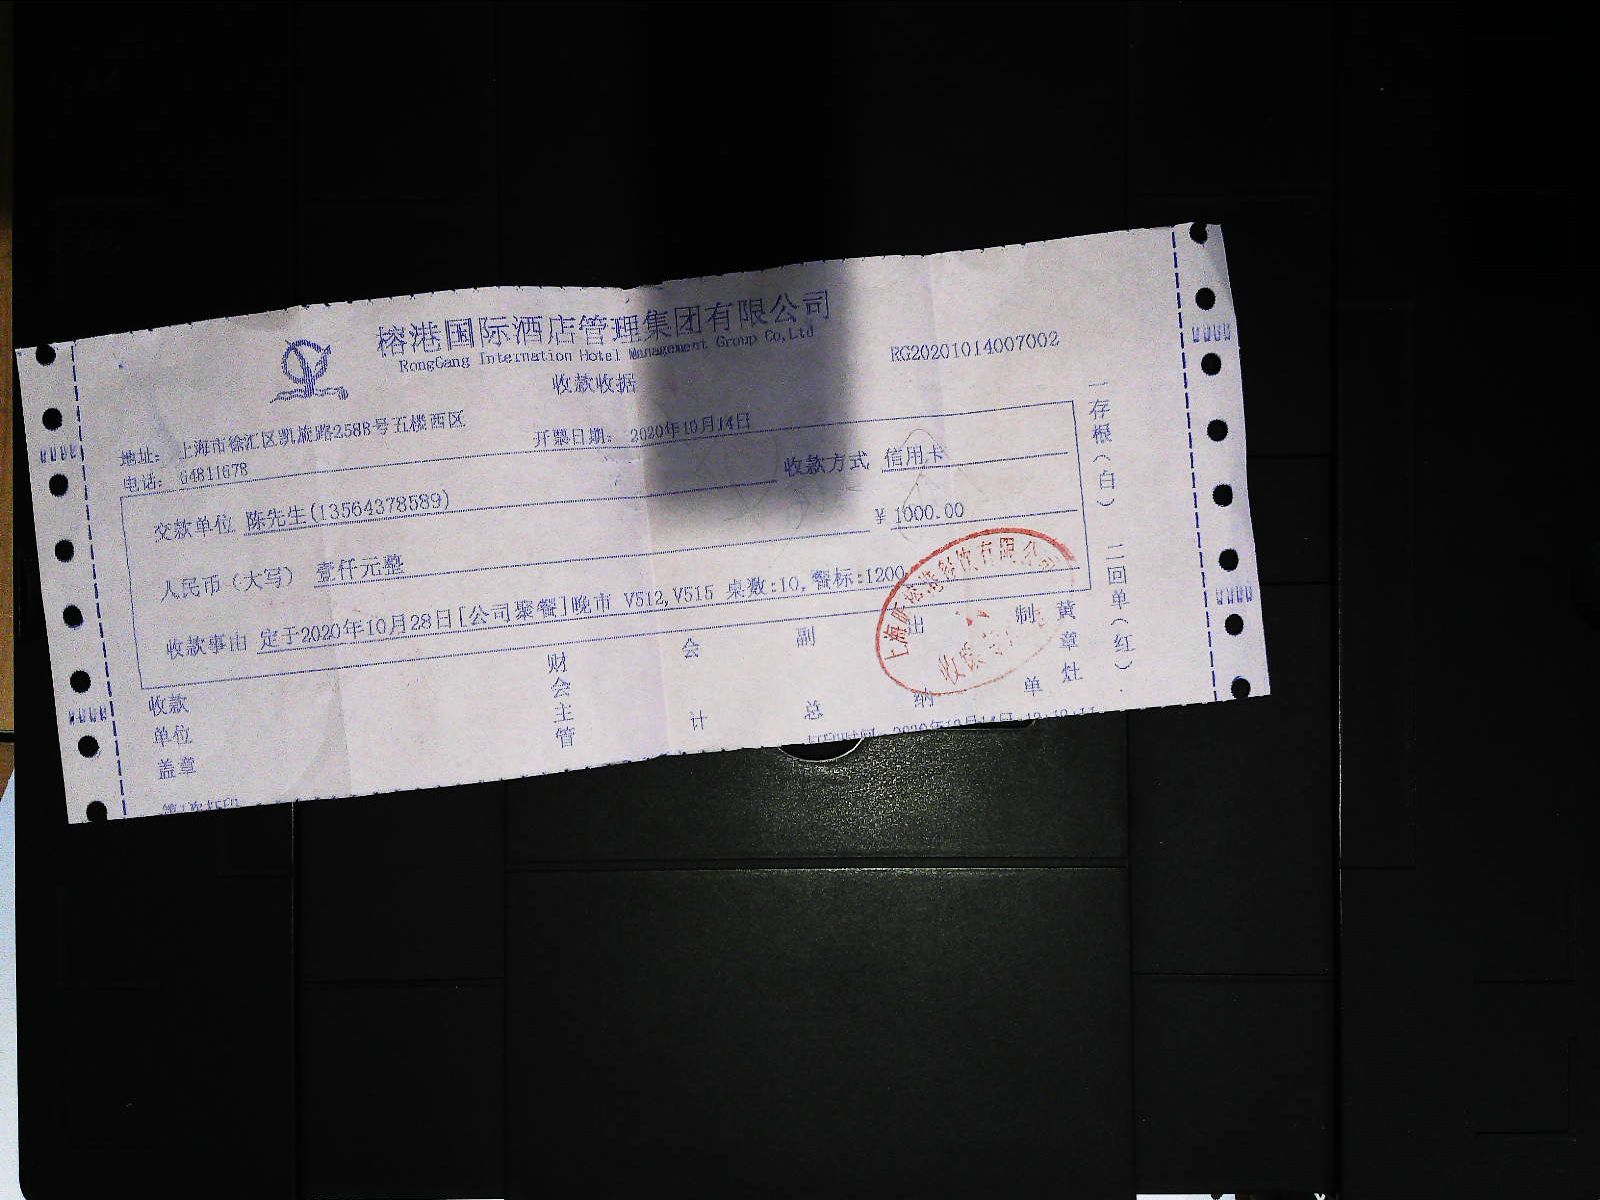 榕港国际酒店管理集团有限公司
RongGang Internation Hotel Management Group Co,Ltd
RG20201014007002
收款收据
地址: 上海市徐汇区凯旋路2588号五楼西区
开票日期: 2020年10月14日
电话: 64811678
交款单位 陈先生(13564378589)
收款方式 信用卡
人民币(大写) 壹仟元整
¥ 1000.00
收款事由 定于2020年10月28日[公司聚餐]晚市 V512,V515 桌数:10,餐标:1200
收款单位盖章
财会主管
会计
副总
出纳
制单
黄章灶
一存根(白)
二回单(红)